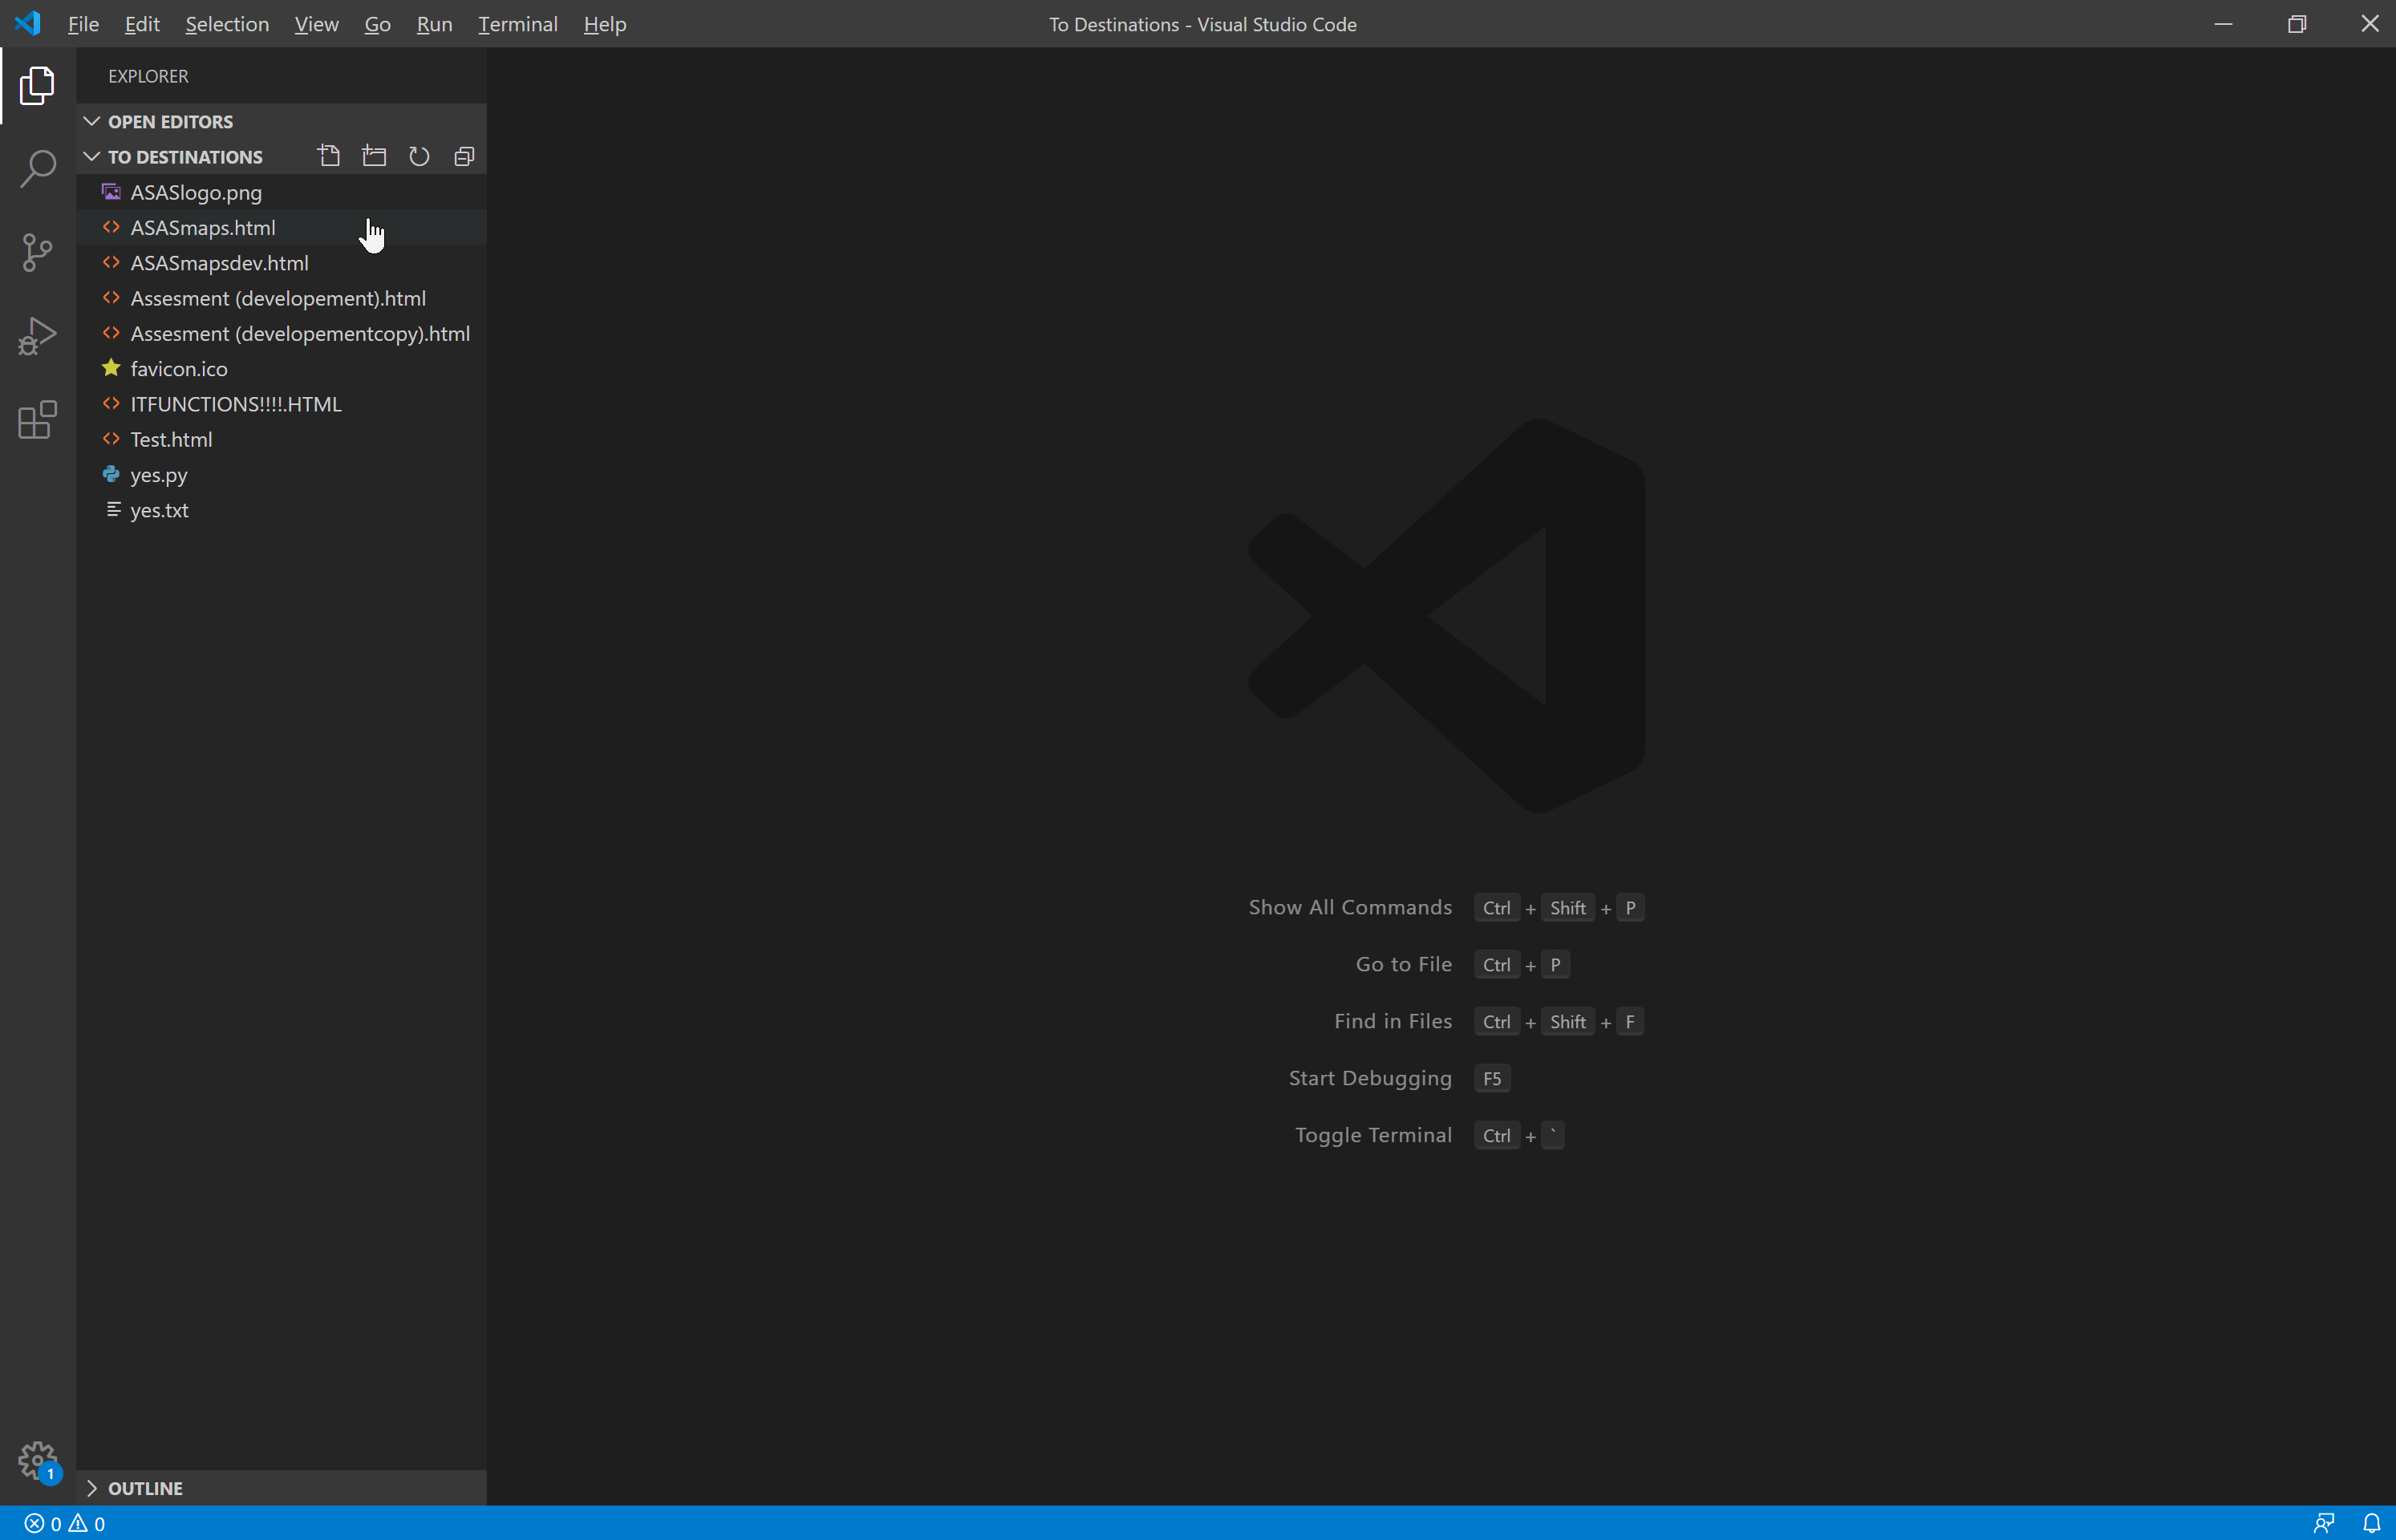 File Edit Selection View Go Run Terminal Help
To Destinations - Visual Studio Code
EXPLORER
OPEN EDITORS
TO DESTINATIONS
ASASlogo.png
ASASmaps.html
ASASmapsdev.html
Assesment (developement).html
Assesment (developementcopy).html
favicon.ico
ITFUNCTIONS!!!!.HTML
Test.html
yes.py
yes.txt
Show All Commands Ctrl + Shift + P
Go to File Ctrl + P
Find in Files Ctrl + Shift + F
Start Debugging F5
Toggle Terminal Ctrl + `
1
OUTLINE
0 0